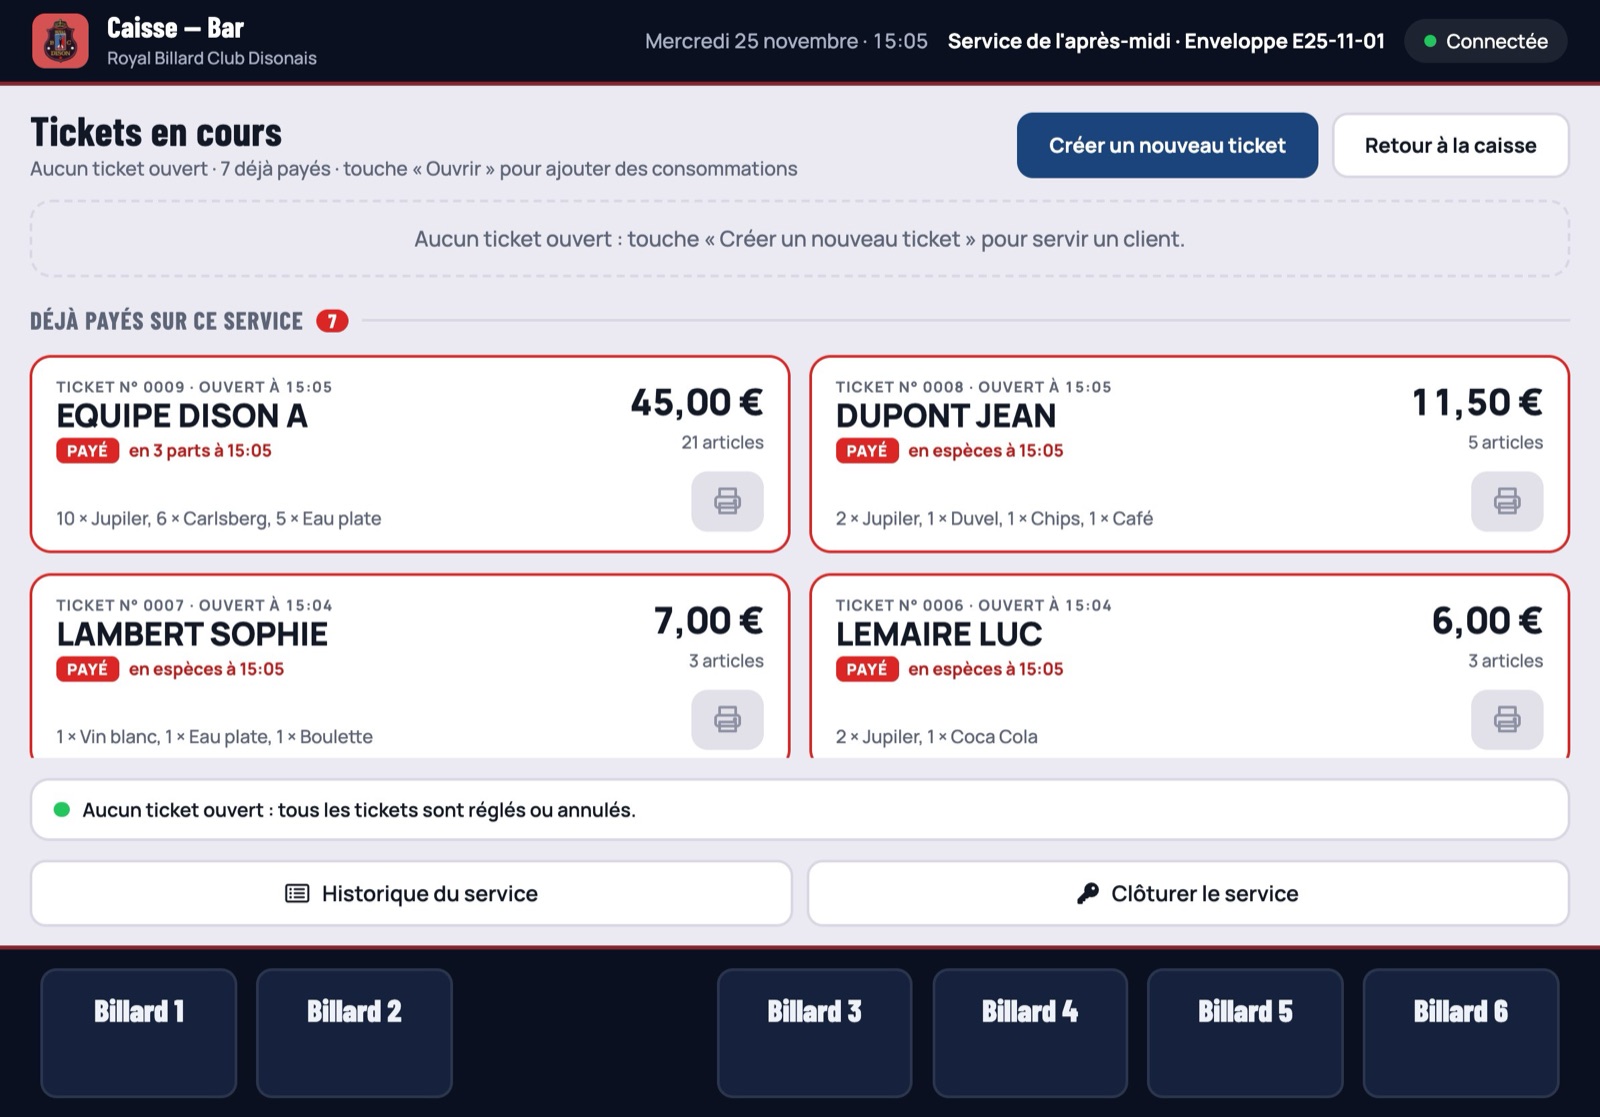 Caisse – Bar
Royal Billard Club Disonais
Mercredi 25 novembre · 15:05
Service de l'après-midi · Enveloppe E25-11-01
Connectée
Tickets en cours
Aucun ticket ouvert · 7 déjà payés · touche « Ouvrir » pour ajouter des consommations
Créer un nouveau ticket
Retour à la caisse
Aucun ticket ouvert : touche « Créer un nouveau ticket » pour servir un client.
DÉJÀ PAYÉS SUR CE SERVICE 7
TICKET N° 0009 · OUVERT À 15:05
EQUIPE DISON A
PAYÉ en 3 parts à 15:05
45,00 €
21 articles
10 × Jupiler, 6 × Carlsberg, 5 × Eau plate
TICKET N° 0008 · OUVERT À 15:05
DUPONT JEAN
PAYÉ en espèces à 15:05
11,50 €
5 articles
2 × Jupiler, 1 × Duvel, 1 × Chips, 1 × Café
TICKET N° 0007 · OUVERT À 15:04
LAMBERT SOPHIE
PAYÉ en espèces à 15:05
7,00 €
3 articles
1 × Vin blanc, 1 × Eau plate, 1 × Boulette
TICKET N° 0006 · OUVERT À 15:04
LEMAIRE LUC
PAYÉ en espèces à 15:05
6,00 €
3 articles
2 × Jupiler, 1 × Coca Cola
Aucun ticket ouvert : tous les tickets sont réglés ou annulés.
Historique du service
Clôturer le service
Billard 1
Billard 2
Billard 3
Billard 4
Billard 5
Billard 6